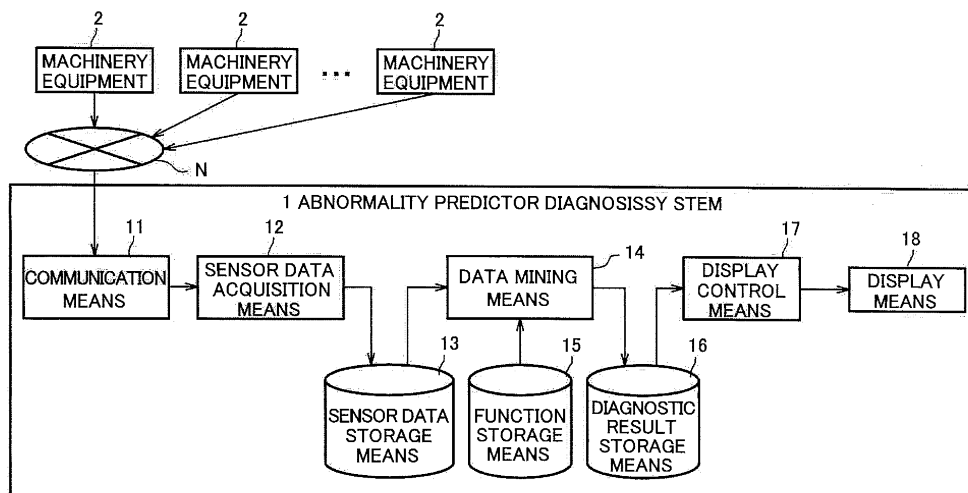 2
2
2
MACHINERY
EQUIPMENT
MACHINERY
EQUIPMENT
...
MACHINERY
EQUIPMENT
N
1 ABNORMALITY PREDICTOR DIAGNOSISSY STEM
11
COMMUNICATION
MEANS
12
SENSOR DATA
ACQUISITION
MEANS
14
DATA MINING
MEANS
17
DISPLAY
CONTROL
MEANS
18
DISPLAY
MEANS
13
SENSOR DATA
STORAGE
MEANS
15
FUNCTION
STORAGE
MEANS
16
DIAGNOSTIC
RESULT
STORAGE
MEANS